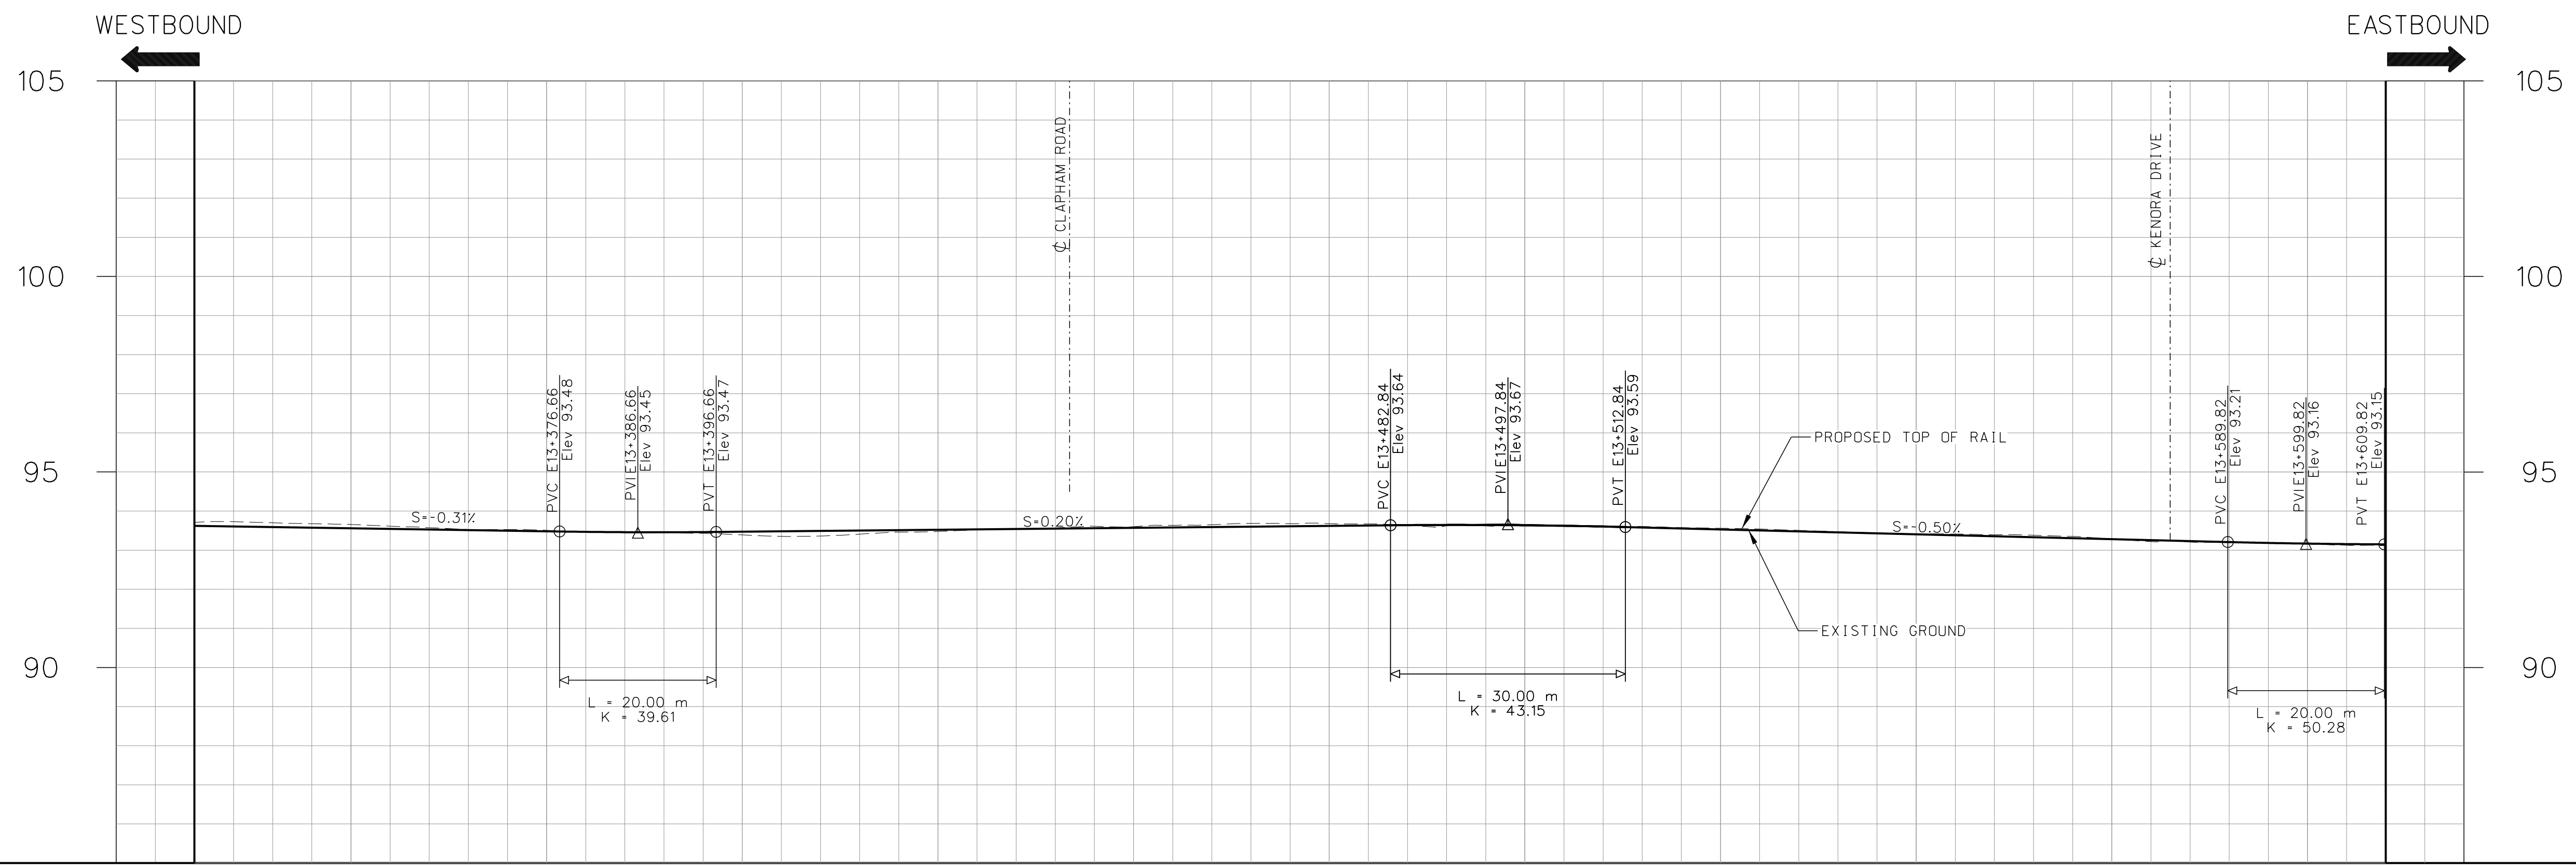 WESTBOUND
EASTBOUND
105
105
℄ CLAPHAM ROAD
℄ KENORA DRIVE
100
100
PVC E13+376.66
Elev 93.48
PVI E13+386.66
Elev 93.45
PVT E13+396.66
Elev 93.47
PVC E13+482.84
Elev 93.64
PVI E13+497.84
Elev 93.67
PVT E13+512.84
Elev 93.59
PVC E13+589.82
Elev 93.21
PVI E13+599.82
Elev 93.16
PVT E13+609.82
Elev 93.15
PROPOSED TOP OF RAIL
95
95
S=-0.31%
S=0.20%
S=-0.50%
EXISTING GROUND
90
90
L = 20.00 m
K = 39.61
L = 30.00 m
K = 43.15
L = 20.00 m
K = 50.28